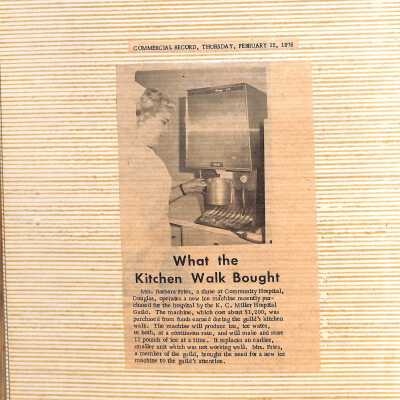 COMMERCIAL RECORD, THURSDAY, FEBRUARY 12, 1976
What the
Kitchen Walk Bought
Mrs. Barbara Fries, a nurse at Community Hospital,
Douglas, operates a new ice machine recently pur-
chased for the hospital by the K. C. Miller Hospital
Guild. The machine, which cost about $1,200, was
purchased from funds earned during the guild's kitchen
walk. The machine will produce ice, ice water,
or both, at a continuous rate, and will make and store
12 pounds of ice at a time. It replaces an earlier,
smaller unit which was not working well. Mrs. Fries,
a member of the guild, brought the need for a new ice
machine to the guild's attention.